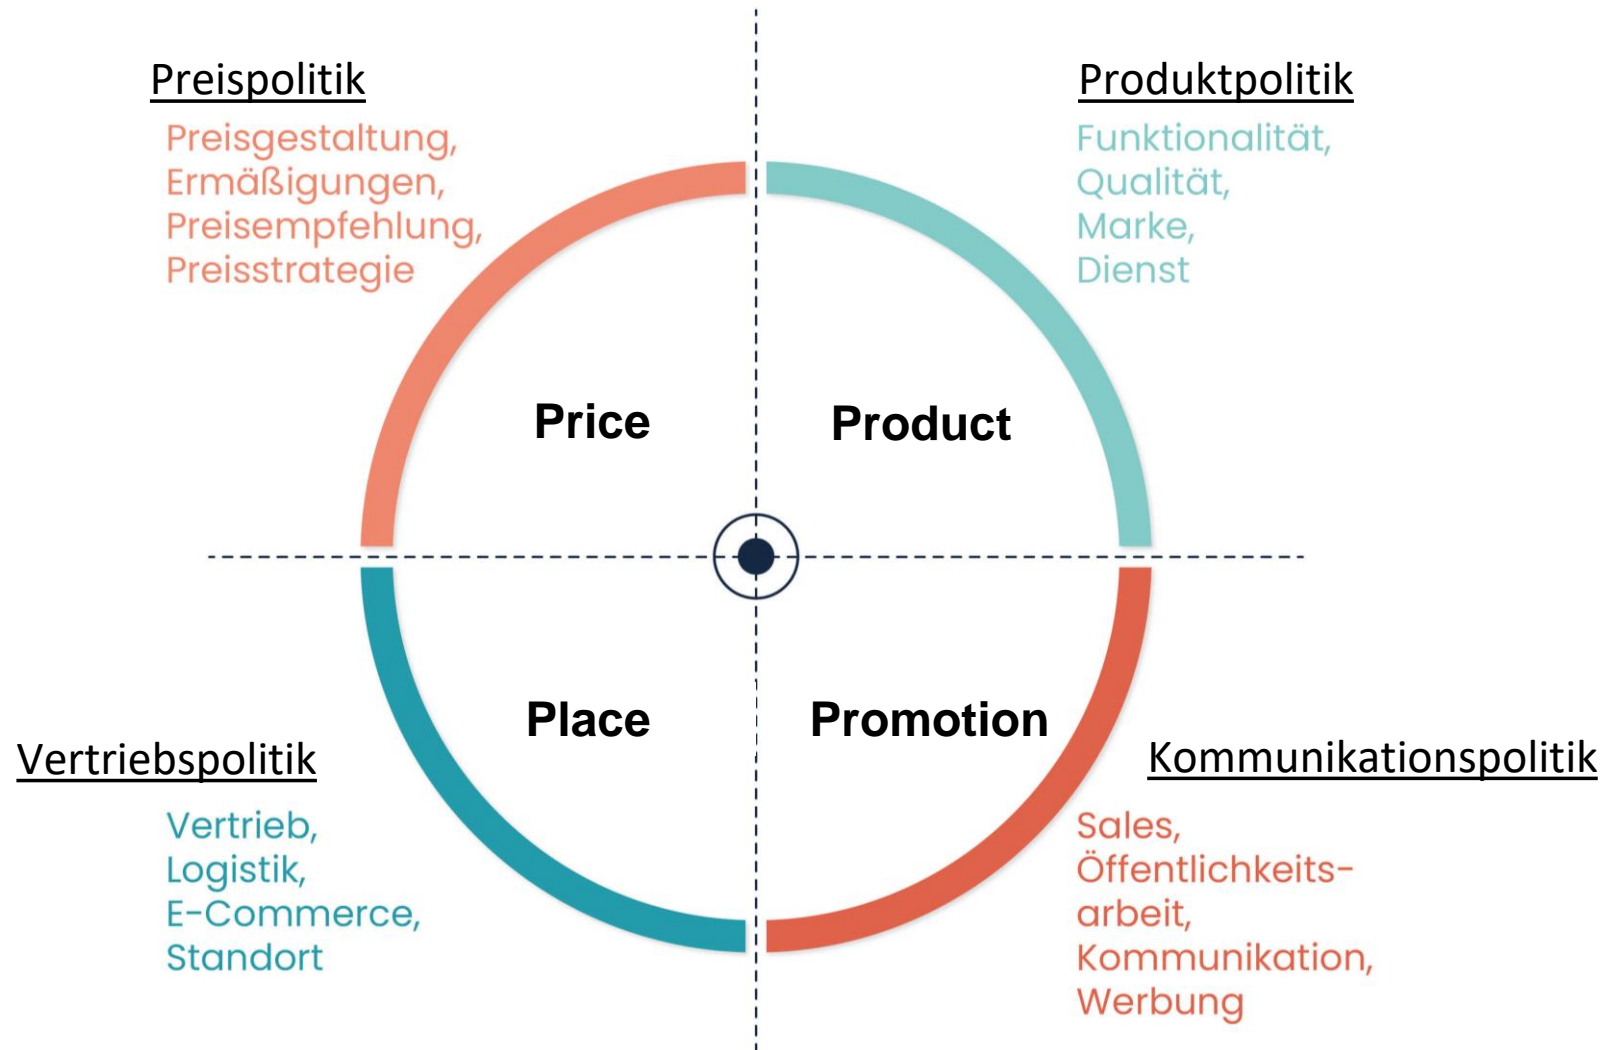 Preispolitik
Preisgestaltung,
Ermäßigungen,
Preisempfehlung,
Preisstrategie
Produktpolitik
Funktionalität,
Qualität,
Marke,
Dienst
Price
Product
Place
Promotion
Vertriebspolitik
Vertrieb,
Logistik,
E-Commerce,
Standort
Kommunikationspolitik
Sales,
Öffentlichkeits-
arbeit,
Kommunikation,
Werbung